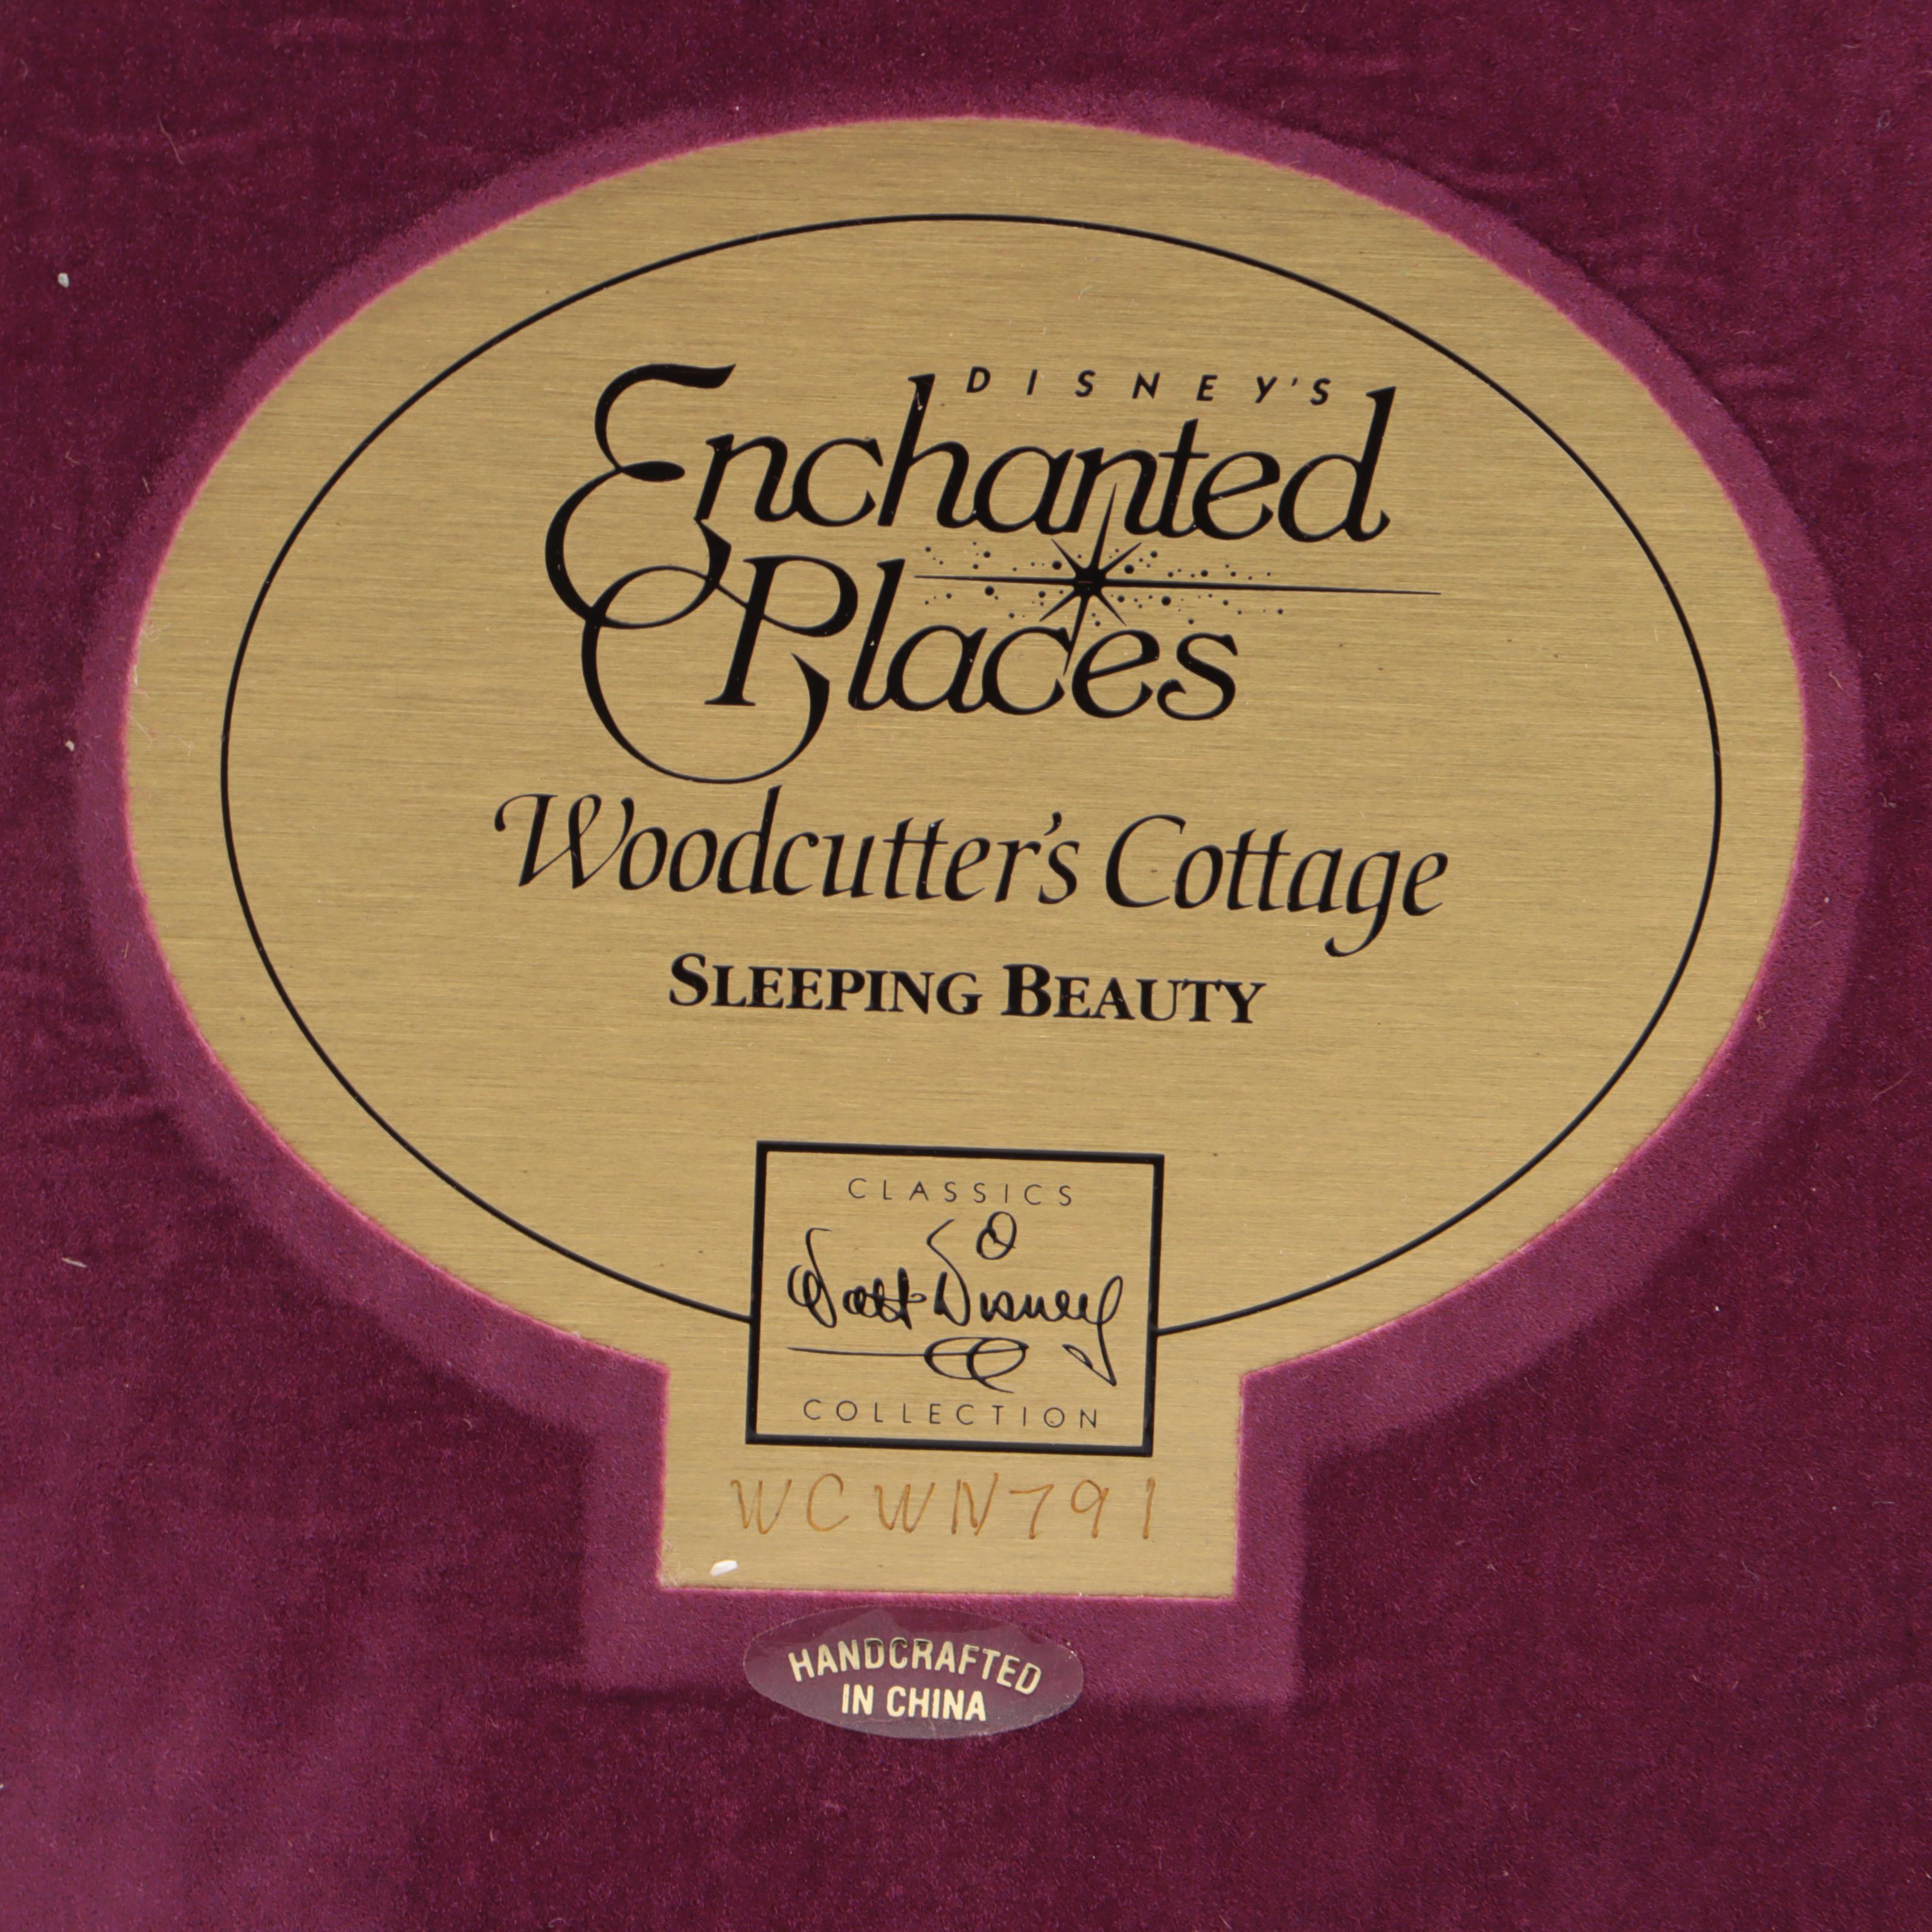 DISNEY'S
Enchanted
Places
Woodcutter's Cottage
SLEEPING BEAUTY
CLASSICS
Walt Disney
COLLECTION
WCWN791
HANDCRAFTED
IN CHINA